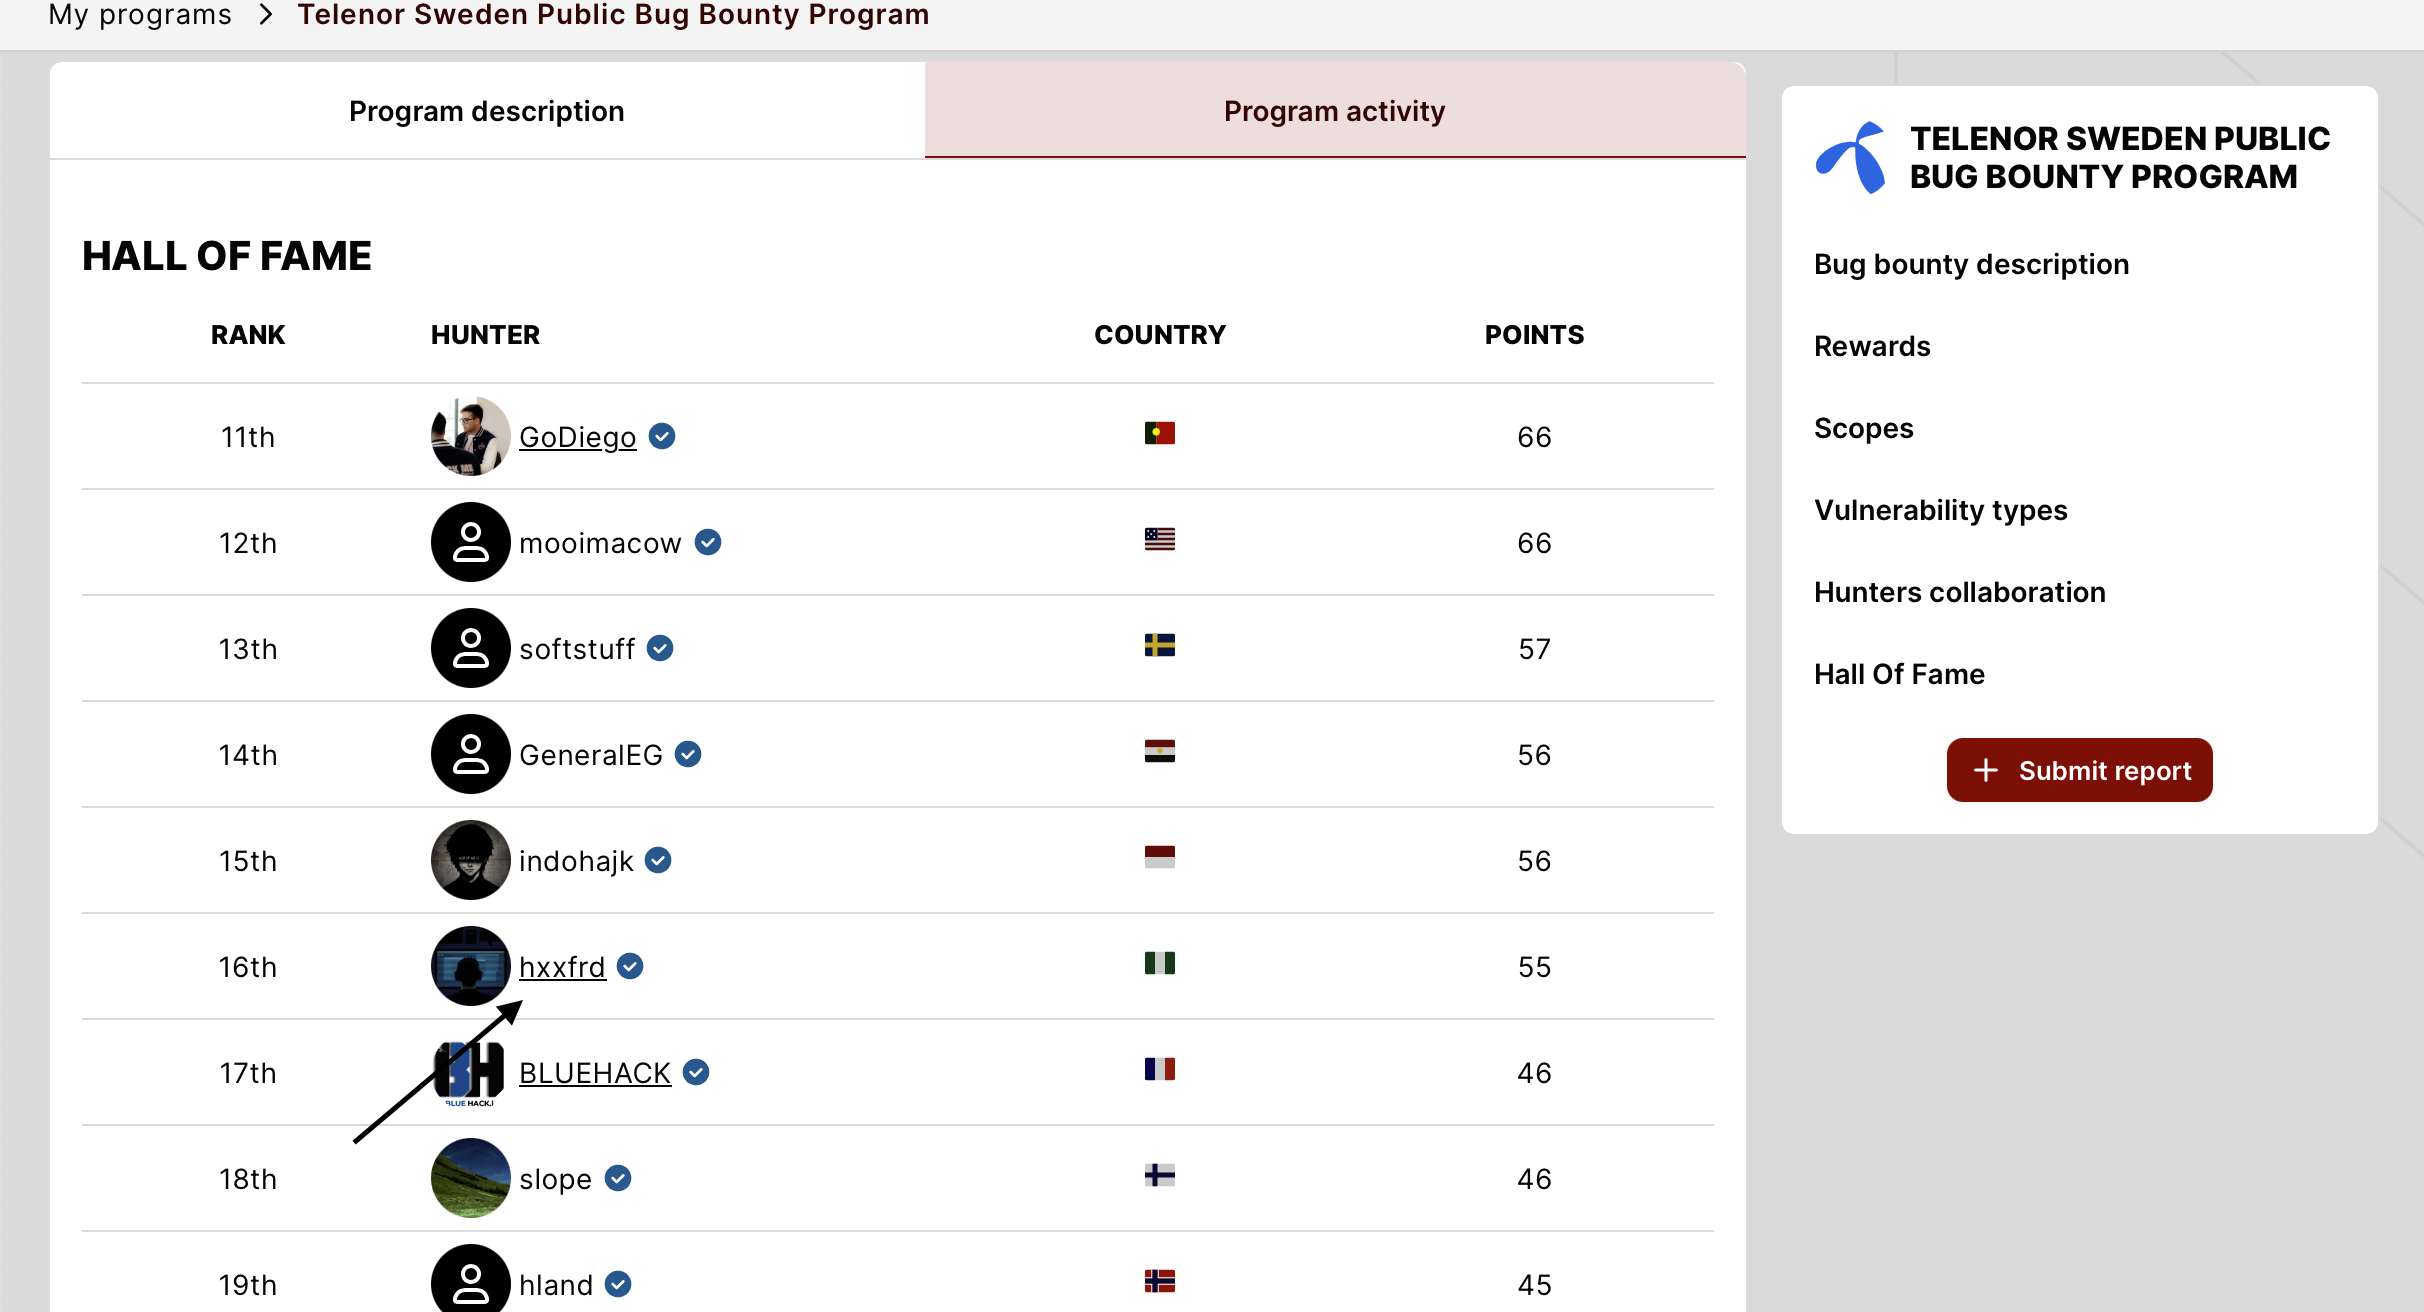 My programs > Telenor Sweden Public Bug Bounty Program
Program description
Program activity
HALL OF FAME
RANK HUNTER COUNTRY POINTS
11th GoDiego 66
12th mooimacow 66
13th softstuff 57
14th GeneralEG 56
15th indohajk 56
16th hxxfrd 55
17th BLUEHACK 46
18th slope 46
19th hland 45
TELENOR SWEDEN PUBLIC
BUG BOUNTY PROGRAM
Bug bounty description
Rewards
Scopes
Vulnerability types
Hunters collaboration
Hall Of Fame
+ Submit report